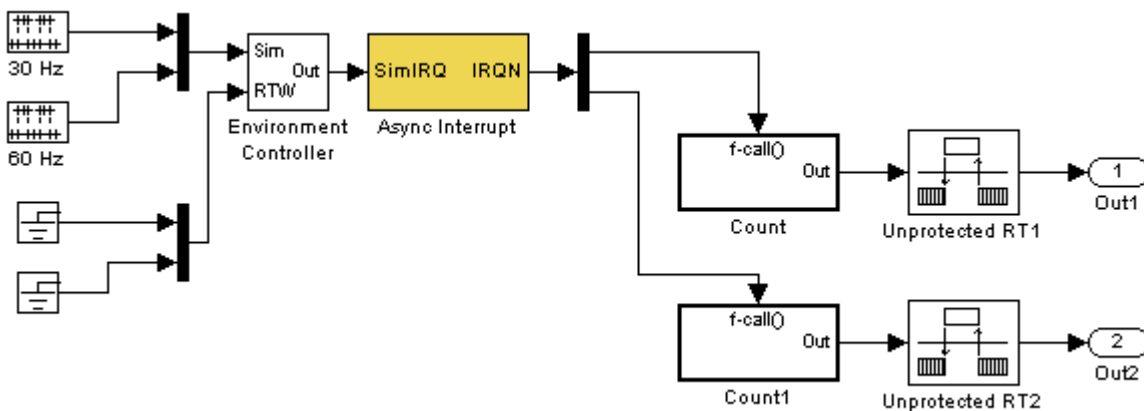 30 Hz
60 Hz
Sim
Out
RTW
Environment
Controller
SimIRQ IRQN
Async Interrupt
f-call()
Out
Count
Unprotected RT1
1
Out1
f-call()
Out
Count1
Unprotected RT2
2
Out2